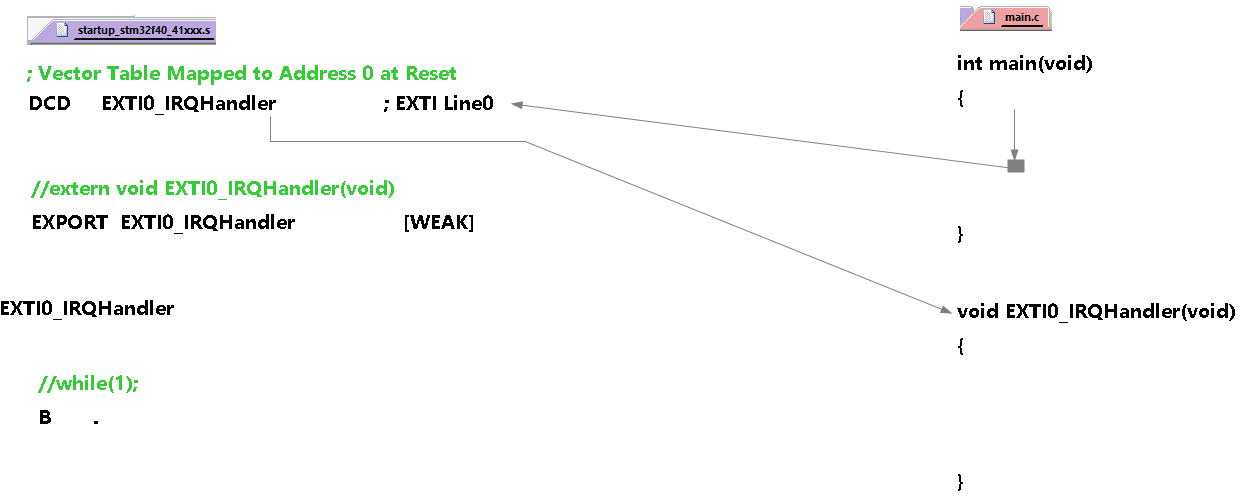 startup_stm32f40_41xxx.s
; Vector Table Mapped to Address 0 at Reset
DCD EXTI0_IRQHandler ; EXTI Line0
//extern void EXTI0_IRQHandler(void)
EXPORT EXTI0_IRQHandler [WEAK]
EXTI0_IRQHandler
//while(1);
B .
main.c
int main(void)
{
}
void EXTI0_IRQHandler(void)
{
}